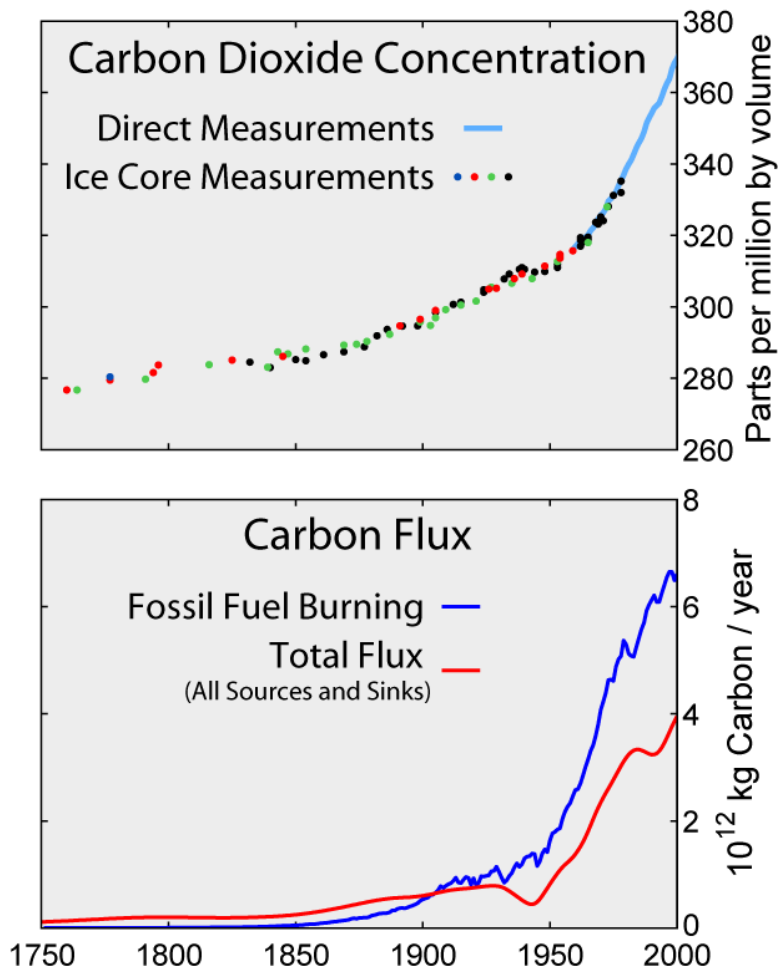 Carbon Dioxide Concentration
Direct Measurements
Ice Core Measurements
380
360
340
320
300
280
260
Parts per million by volume
Carbon Flux
Fossil Fuel Burning
Total Flux
(All Sources and Sinks)
8
6
4
2
0
10¹² kg Carbon / year
1750 1800 1850 1900 1950 2000